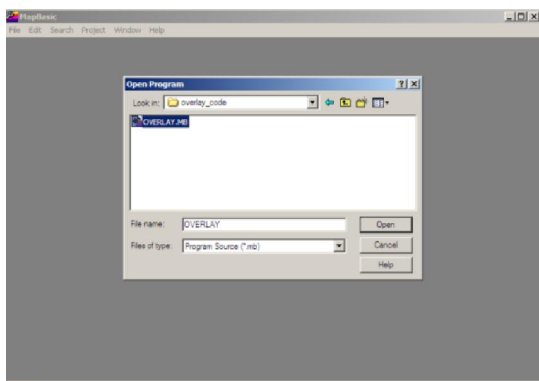 MapBasic
File Edit Search Project Window Help
Open Program
Look in: overlay_code
OVERLAY.MB
File name: OVERLAY Open
Files of type: Program Source (*.mb) Cancel
Help